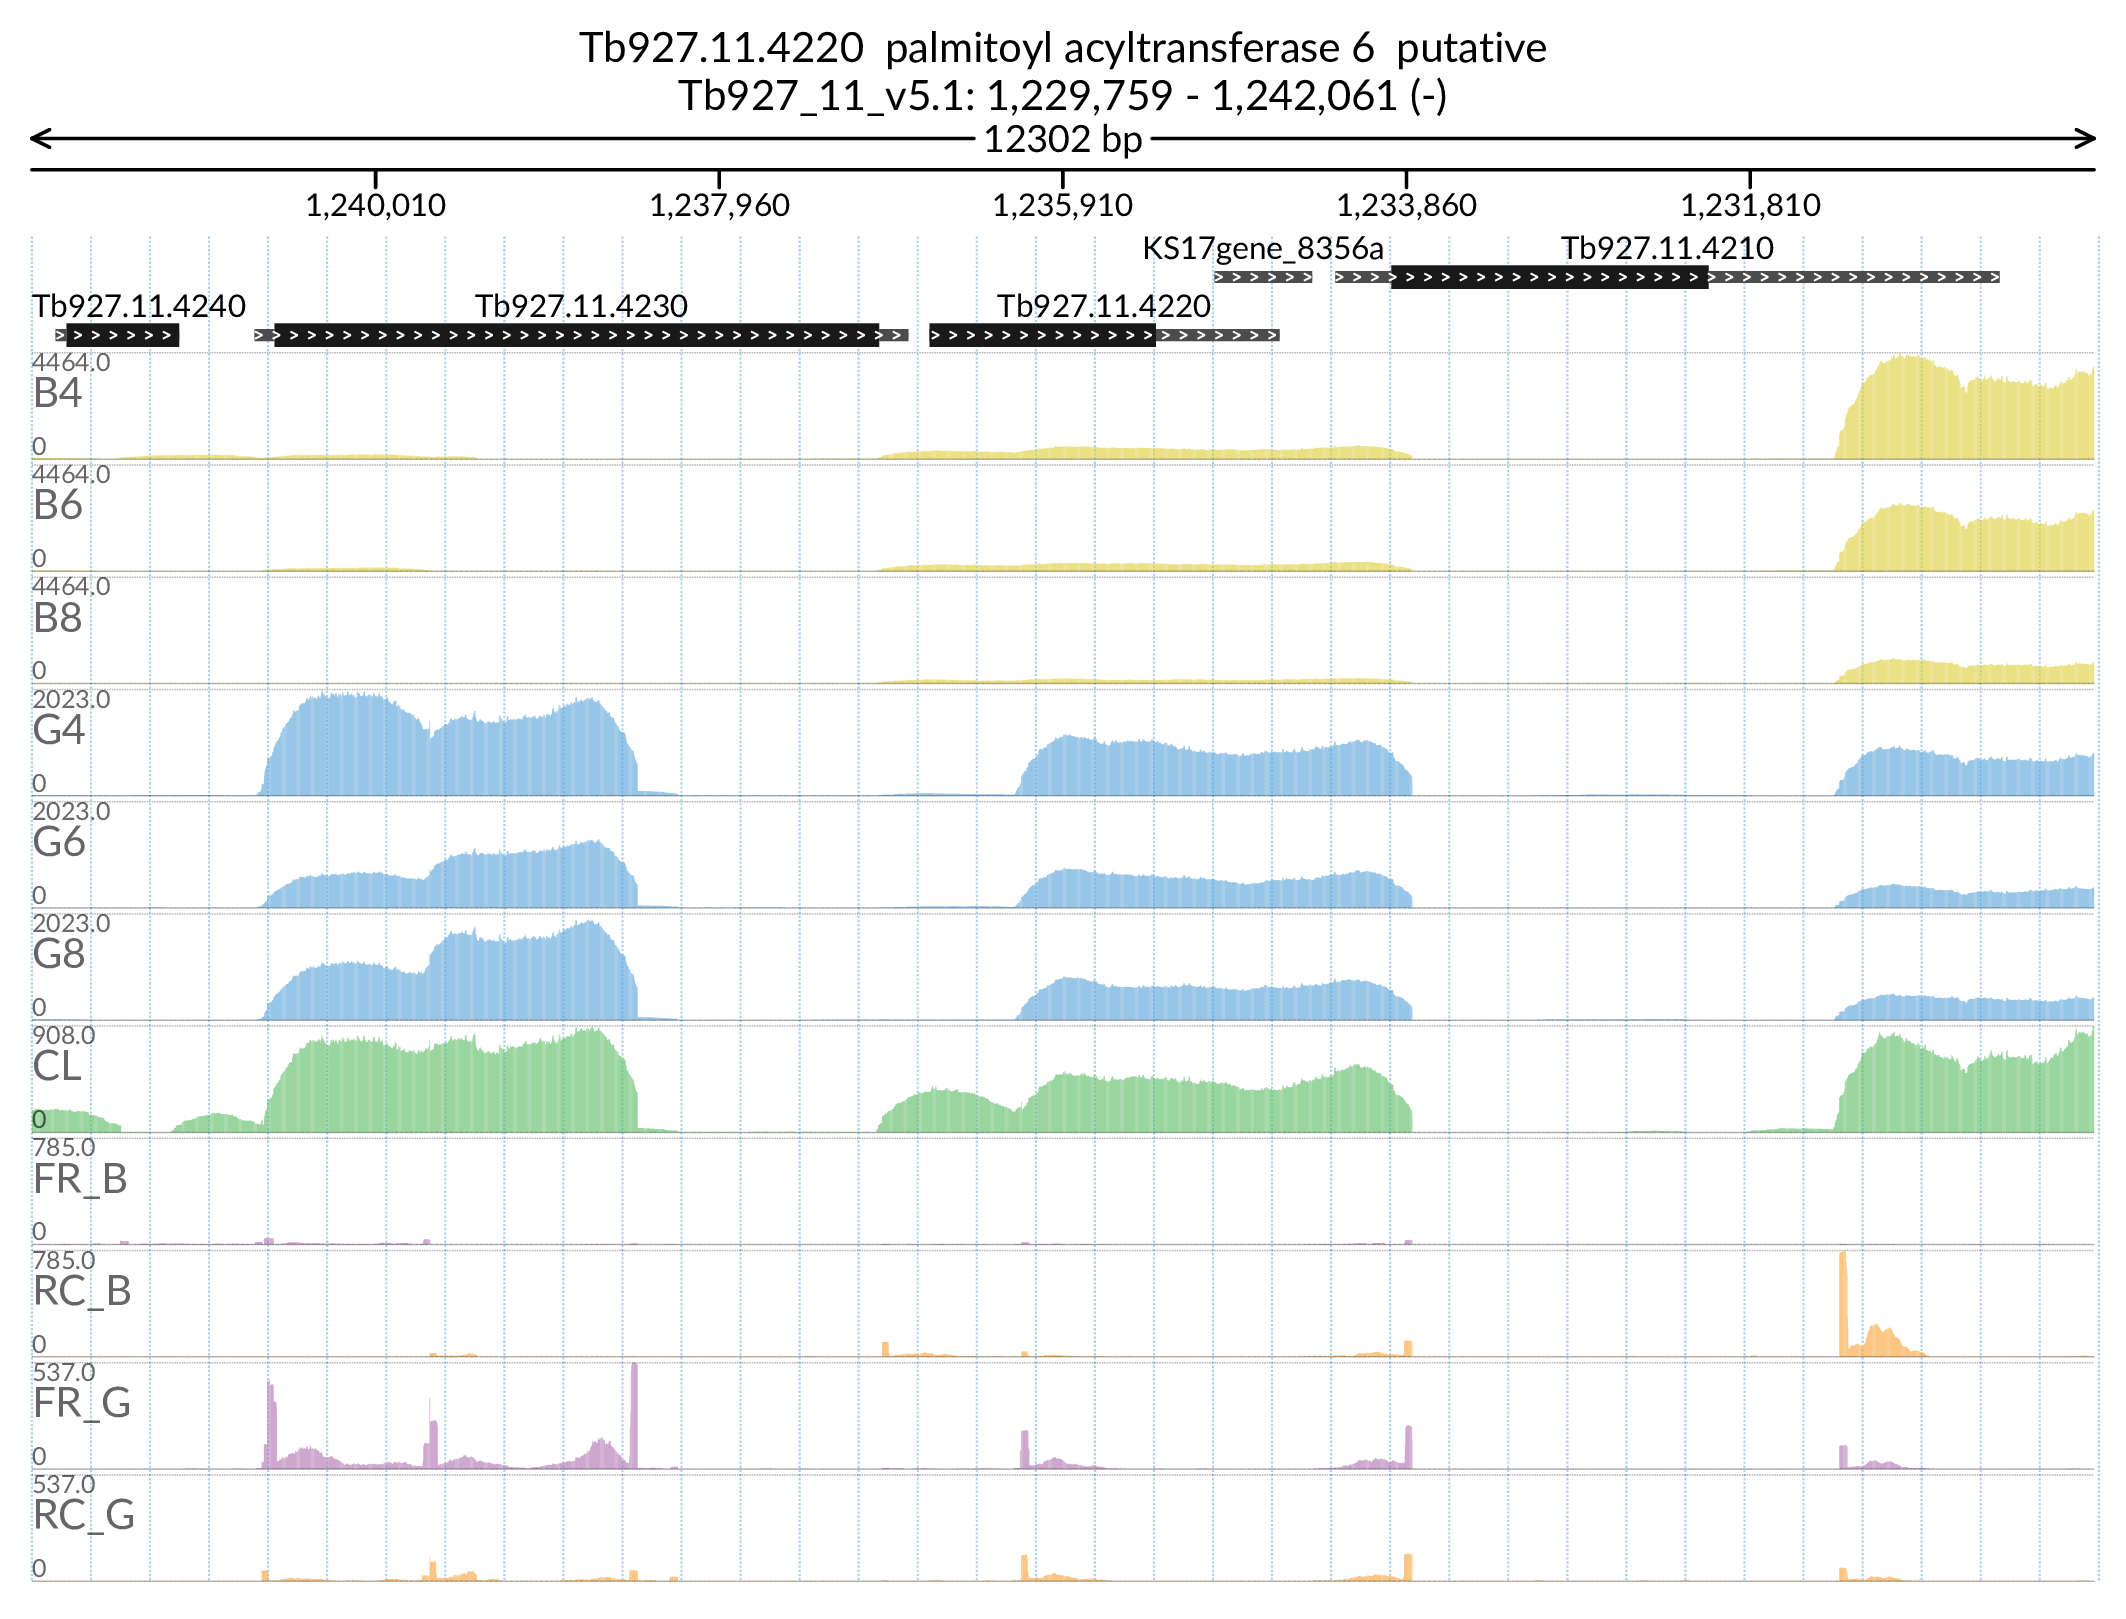 Tb927.11.4220  palmitoyl acyltransferase 6  putative
Tb927_11_v5.1: 1,229,759 - 1,242,061 (-)
12302 bp
1,240,010 1,237,960 1,235,910 1,233,860 1,231,810
KS17gene_8356a Tb927.11.4210
Tb927.11.4240 Tb927.11.4230 Tb927.11.4220
4464.0
B4
0
4464.0
B6
0
4464.0
B8
0
2023.0
G4
0
2023.0
G6
0
2023.0
G8
0
908.0
CL
0
785.0
FR_B
0
785.0
RC_B
0
537.0
FR_G
0
537.0
RC_G
0